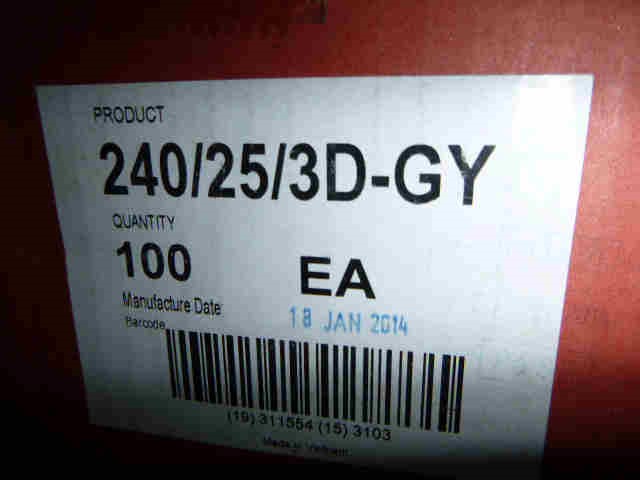 PRODUCT
240/25/3D-GY
QUANTITY
100 EA
Manufacture Date 18 JAN 2014
Barcode
(19) 311554 (15) 3103
Made in Vietnam